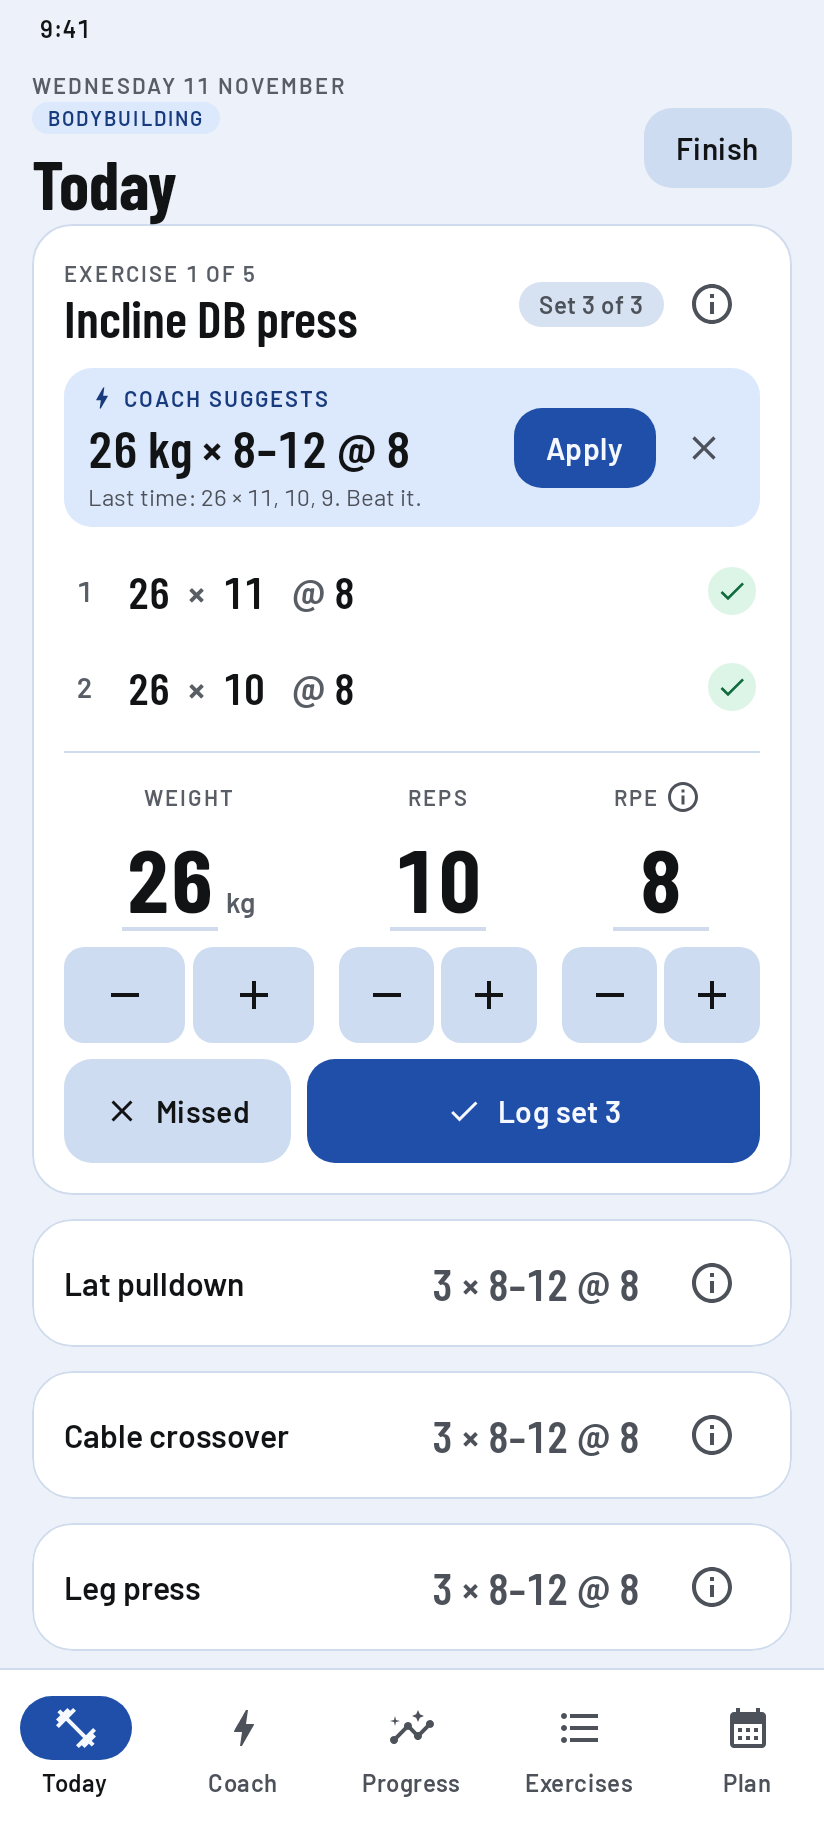 9:41
WEDNESDAY 11 NOVEMBER
BODYBUILDING
Today
Finish
EXERCISE 1 OF 5
Incline DB press
Set 3 of 3
COACH SUGGESTS
26 kg × 8–12 @ 8
Last time: 26 × 11, 10, 9. Beat it.
Apply
1 26 × 11 @ 8
2 26 × 10 @ 8
WEIGHT REPS RPE
26 kg 10 8
Missed Log set 3
Lat pulldown 3 × 8–12 @ 8
Cable crossover 3 × 8–12 @ 8
Leg press 3 × 8–12 @ 8
Today Coach Progress Exercises Plan